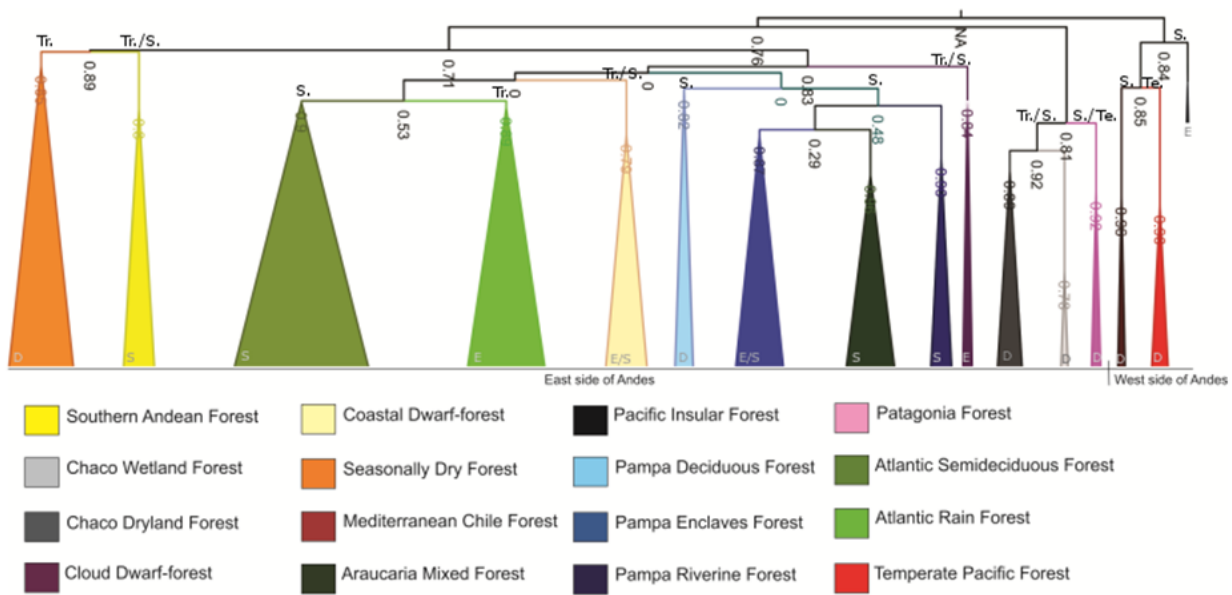 NA
Tr.
Tr./S.
S.
0.89
0.71
0.76
Tr./S.
0.84
Tr.
Tr./S.
0
S.
S.
0.83
S.
Te.
S.
0.53
0
0
0.48
0.29
Tr./S.
S./Te.
0.85
0.81
0.92
0.84
0.92
E
D
S
S
E
E/S
D
E/S
S
S
E
D
D
D
D
D
East side of Andes
West side of Andes
Southern Andean Forest
Coastal Dwarf-forest
Pacific Insular Forest
Patagonia Forest
Chaco Wetland Forest
Seasonally Dry Forest
Pampa Deciduous Forest
Atlantic Semideciduous Forest
Chaco Dryland Forest
Mediterranean Chile Forest
Pampa Enclaves Forest
Atlantic Rain Forest
Cloud Dwarf-forest
Araucaria Mixed Forest
Pampa Riverine Forest
Temperate Pacific Forest